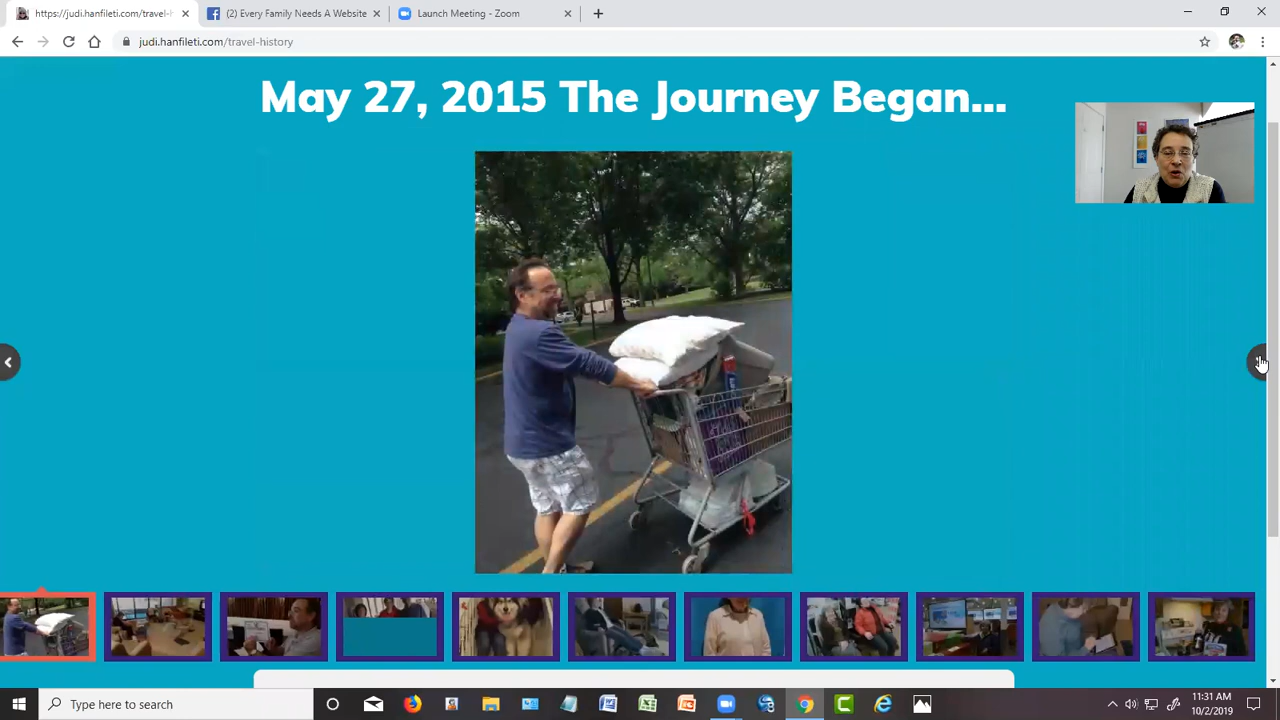 https://judi.hanfileti.com/travel-h
(2) Every Family Needs A Website
Launch Meeting - Zoom
judi.hanfileti.com/travel-history
May 27, 2015 The Journey Began...
Type here to search
11:31 AM
10/2/2019